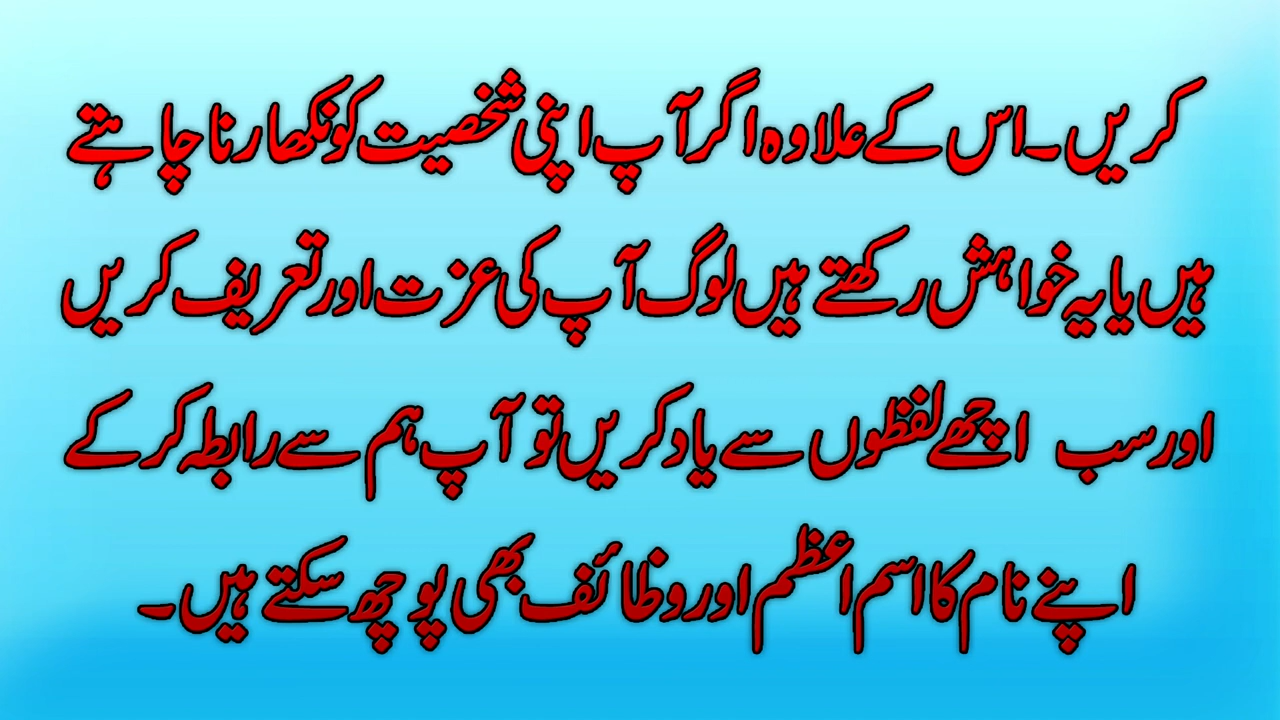 کریں۔ اس کے علاوہ اگر آپ اپنی شخصیت کو نکھارنا چاہتے
ہیں یا یہ خواہش رکھتے ہیں لوگ آپ کی عزت اور تعریف کریں
اور سب اچھے لفظوں سے یاد کریں تو آپ ہم سے رابطہ کر کے
اپنے نام کا اسم اعظم اور وظائف بھی پوچھ سکتے ہیں۔